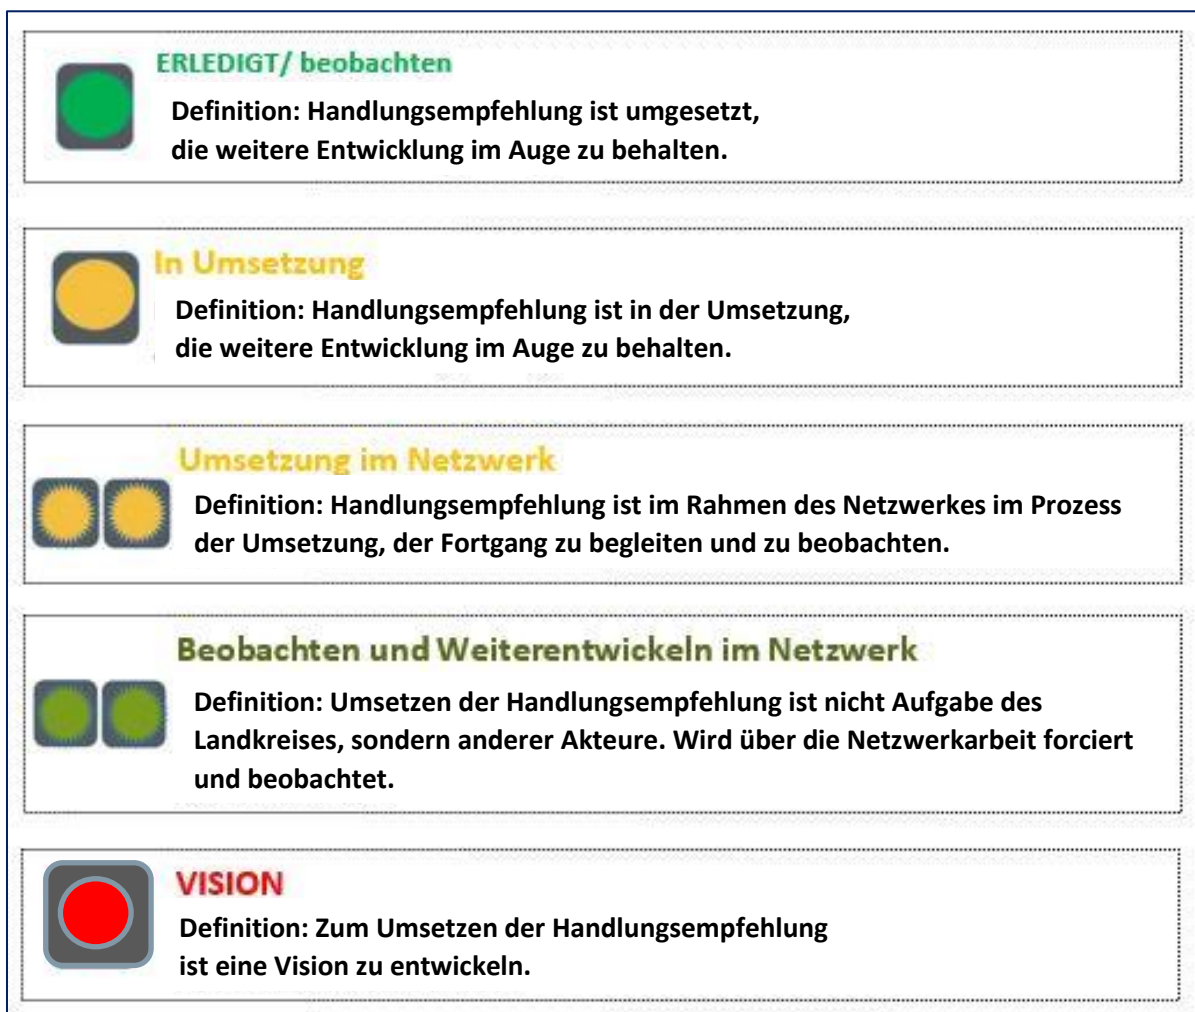 ERLEDIGT/ beobachten
Definition: Handlungsempfehlung ist umgesetzt,
die weitere Entwicklung im Auge zu behalten.
In Umsetzung
Definition: Handlungsempfehlung ist in der Umsetzung,
die weitere Entwicklung im Auge zu behalten.
Umsetzung im Netzwerk
Definition: Handlungsempfehlung ist im Rahmen des Netzwerkes im Prozess
der Umsetzung, der Fortgang zu begleiten und zu beobachten.
Beobachten und Weiterentwickeln im Netzwerk
Definition: Umsetzen der Handlungsempfehlung ist nicht Aufgabe des
Landkreises, sondern anderer Akteure. Wird über die Netzwerkarbeit forciert
und beobachtet.
VISION
Definition: Zum Umsetzen der Handlungsempfehlung
ist eine Vision zu entwickeln.